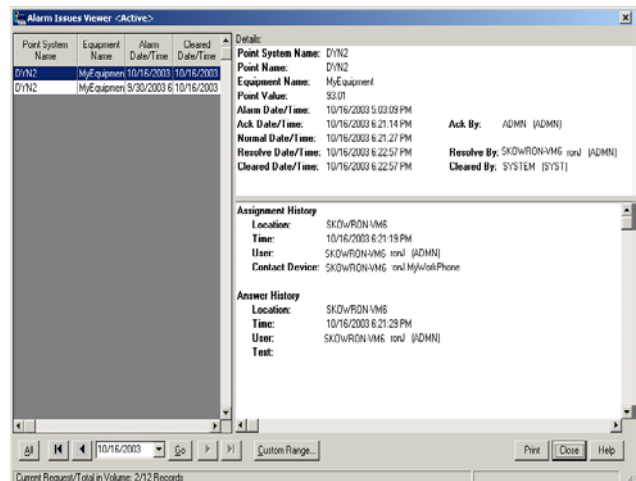 Alarm Issues Viewer <Active>
Point System Name Equipment Name Alarm Date/Time Cleared Date/Time
DYN2 MyEquipmen 10/16/2003 10/16/2003
DYN2 MyEquipmen 9/30/2003 6 10/16/2003
Details:
Point System Name: DYN2
Point Name: DYN2
Equipment Name: MyEquipment
Point Value: 93.01
Alarm Date/Time: 10/16/2003 5:03:09 PM
Ack Date/Time: 10/16/2003 6:21:14 PM Ack By: ADMN (ADMN)
Normal Date/Time: 10/16/2003 6:21:27 PM
Resolve Date/Time: 10/16/2003 6:22:57 PM Resolve By: SKOWRON-VM6 ronJ (ADMN)
Cleared Date/Time: 10/16/2003 6:22:57 PM Cleared By: SYSTEM (SYST)
Assignment History
Location: SKOWRON-VM6
Time: 10/16/2003 6:21:19 PM
User: SKOWRON-VM6 ronJ (ADMN)
Contact Device: SKOWRON-VM6 ronJ.MyWorkPhone
Answer History
Location: SKOWRON-VM6
Time: 10/16/2003 6:21:29 PM
User: SKOWRON-VM6 ronJ (ADMN)
Text:
All 10/16/2003 Go Custom Range... Print Close Help
Current Request/Total in Volume: 2/12 Records